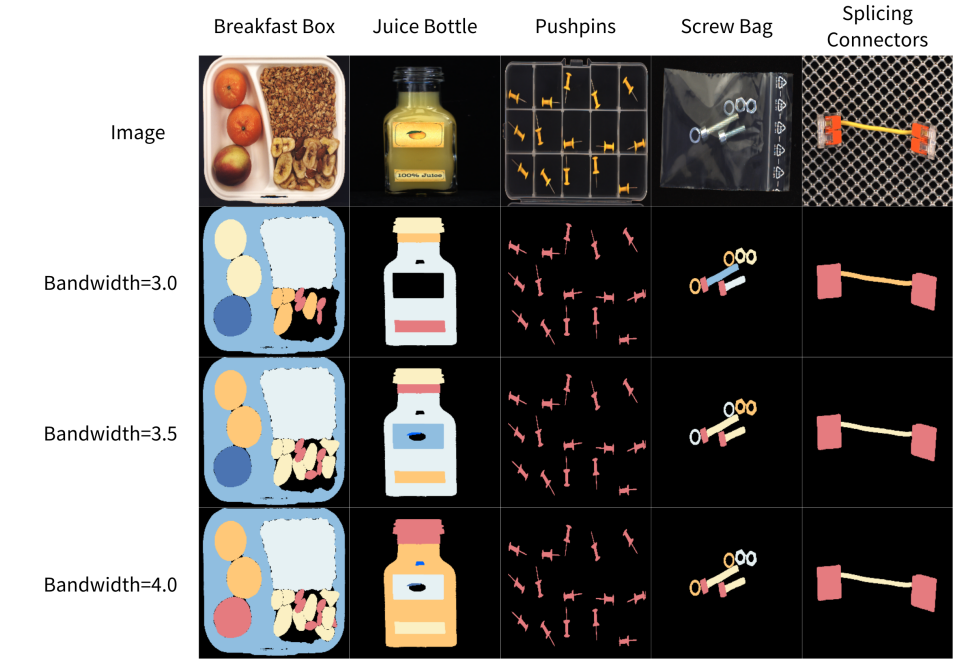 Breakfast Box
Juice Bottle
Pushpins
Screw Bag
Splicing
Connectors
Image
100% Juice
Bandwidth=3.0
Bandwidth=3.5
Bandwidth=4.0